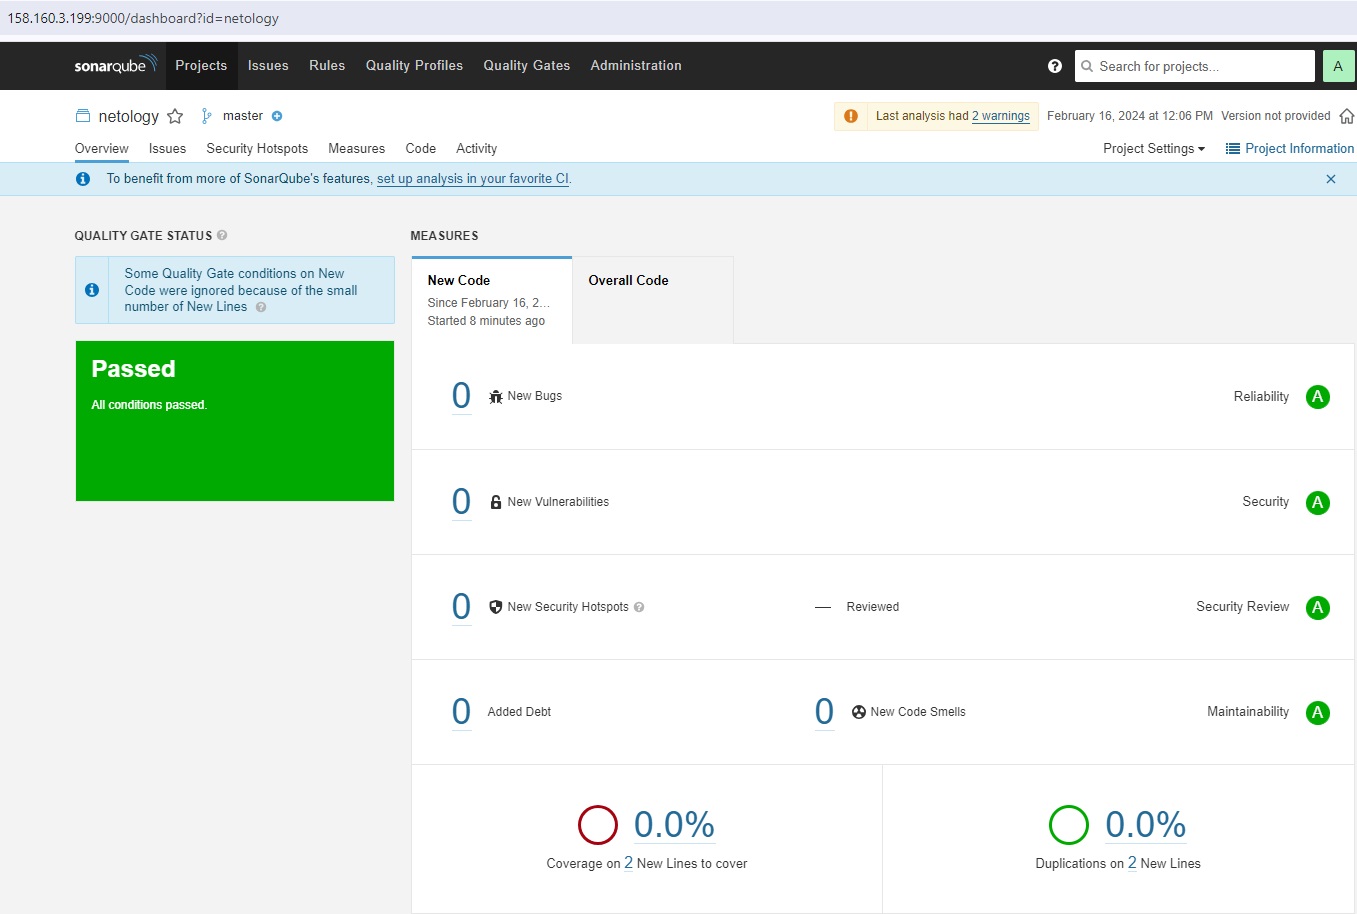 158.160.3.199:9000/dashboard?id=netology
sonarqube Projects Issues Rules Quality Profiles Quality Gates Administration ? Search for projects... A
netology master Last analysis had 2 warnings February 16, 2024 at 12:06 PM Version not provided
Overview Issues Security Hotspots Measures Code Activity Project Settings Project Information
To benefit from more of SonarQube's features, set up analysis in your favorite CI.
QUALITY GATE STATUS
Some Quality Gate conditions on New
Code were ignored because of the small
number of New Lines
Passed
All conditions passed.
MEASURES
New Code
Since February 16, 2...
Started 8 minutes ago
Overall Code
0 New Bugs Reliability A
0 New Vulnerabilities Security A
0 New Security Hotspots — Reviewed Security Review A
0 Added Debt 0 New Code Smells Maintainability A
0.0%
Coverage on 2 New Lines to cover
0.0%
Duplications on 2 New Lines